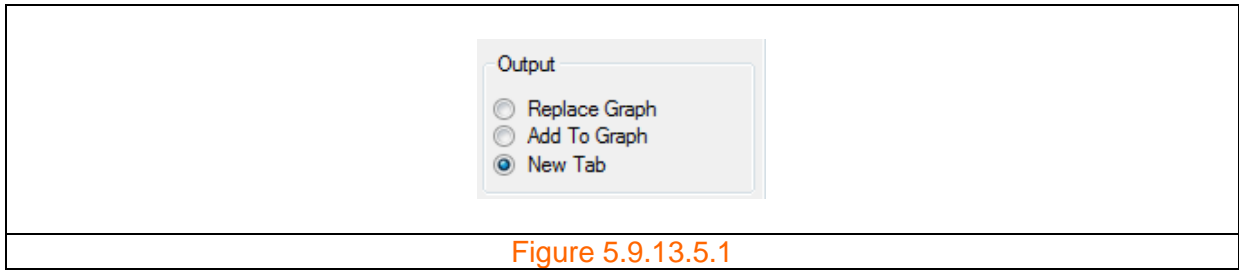 Output
Replace Graph
Add To Graph
New Tab
Figure 5.9.13.5.1